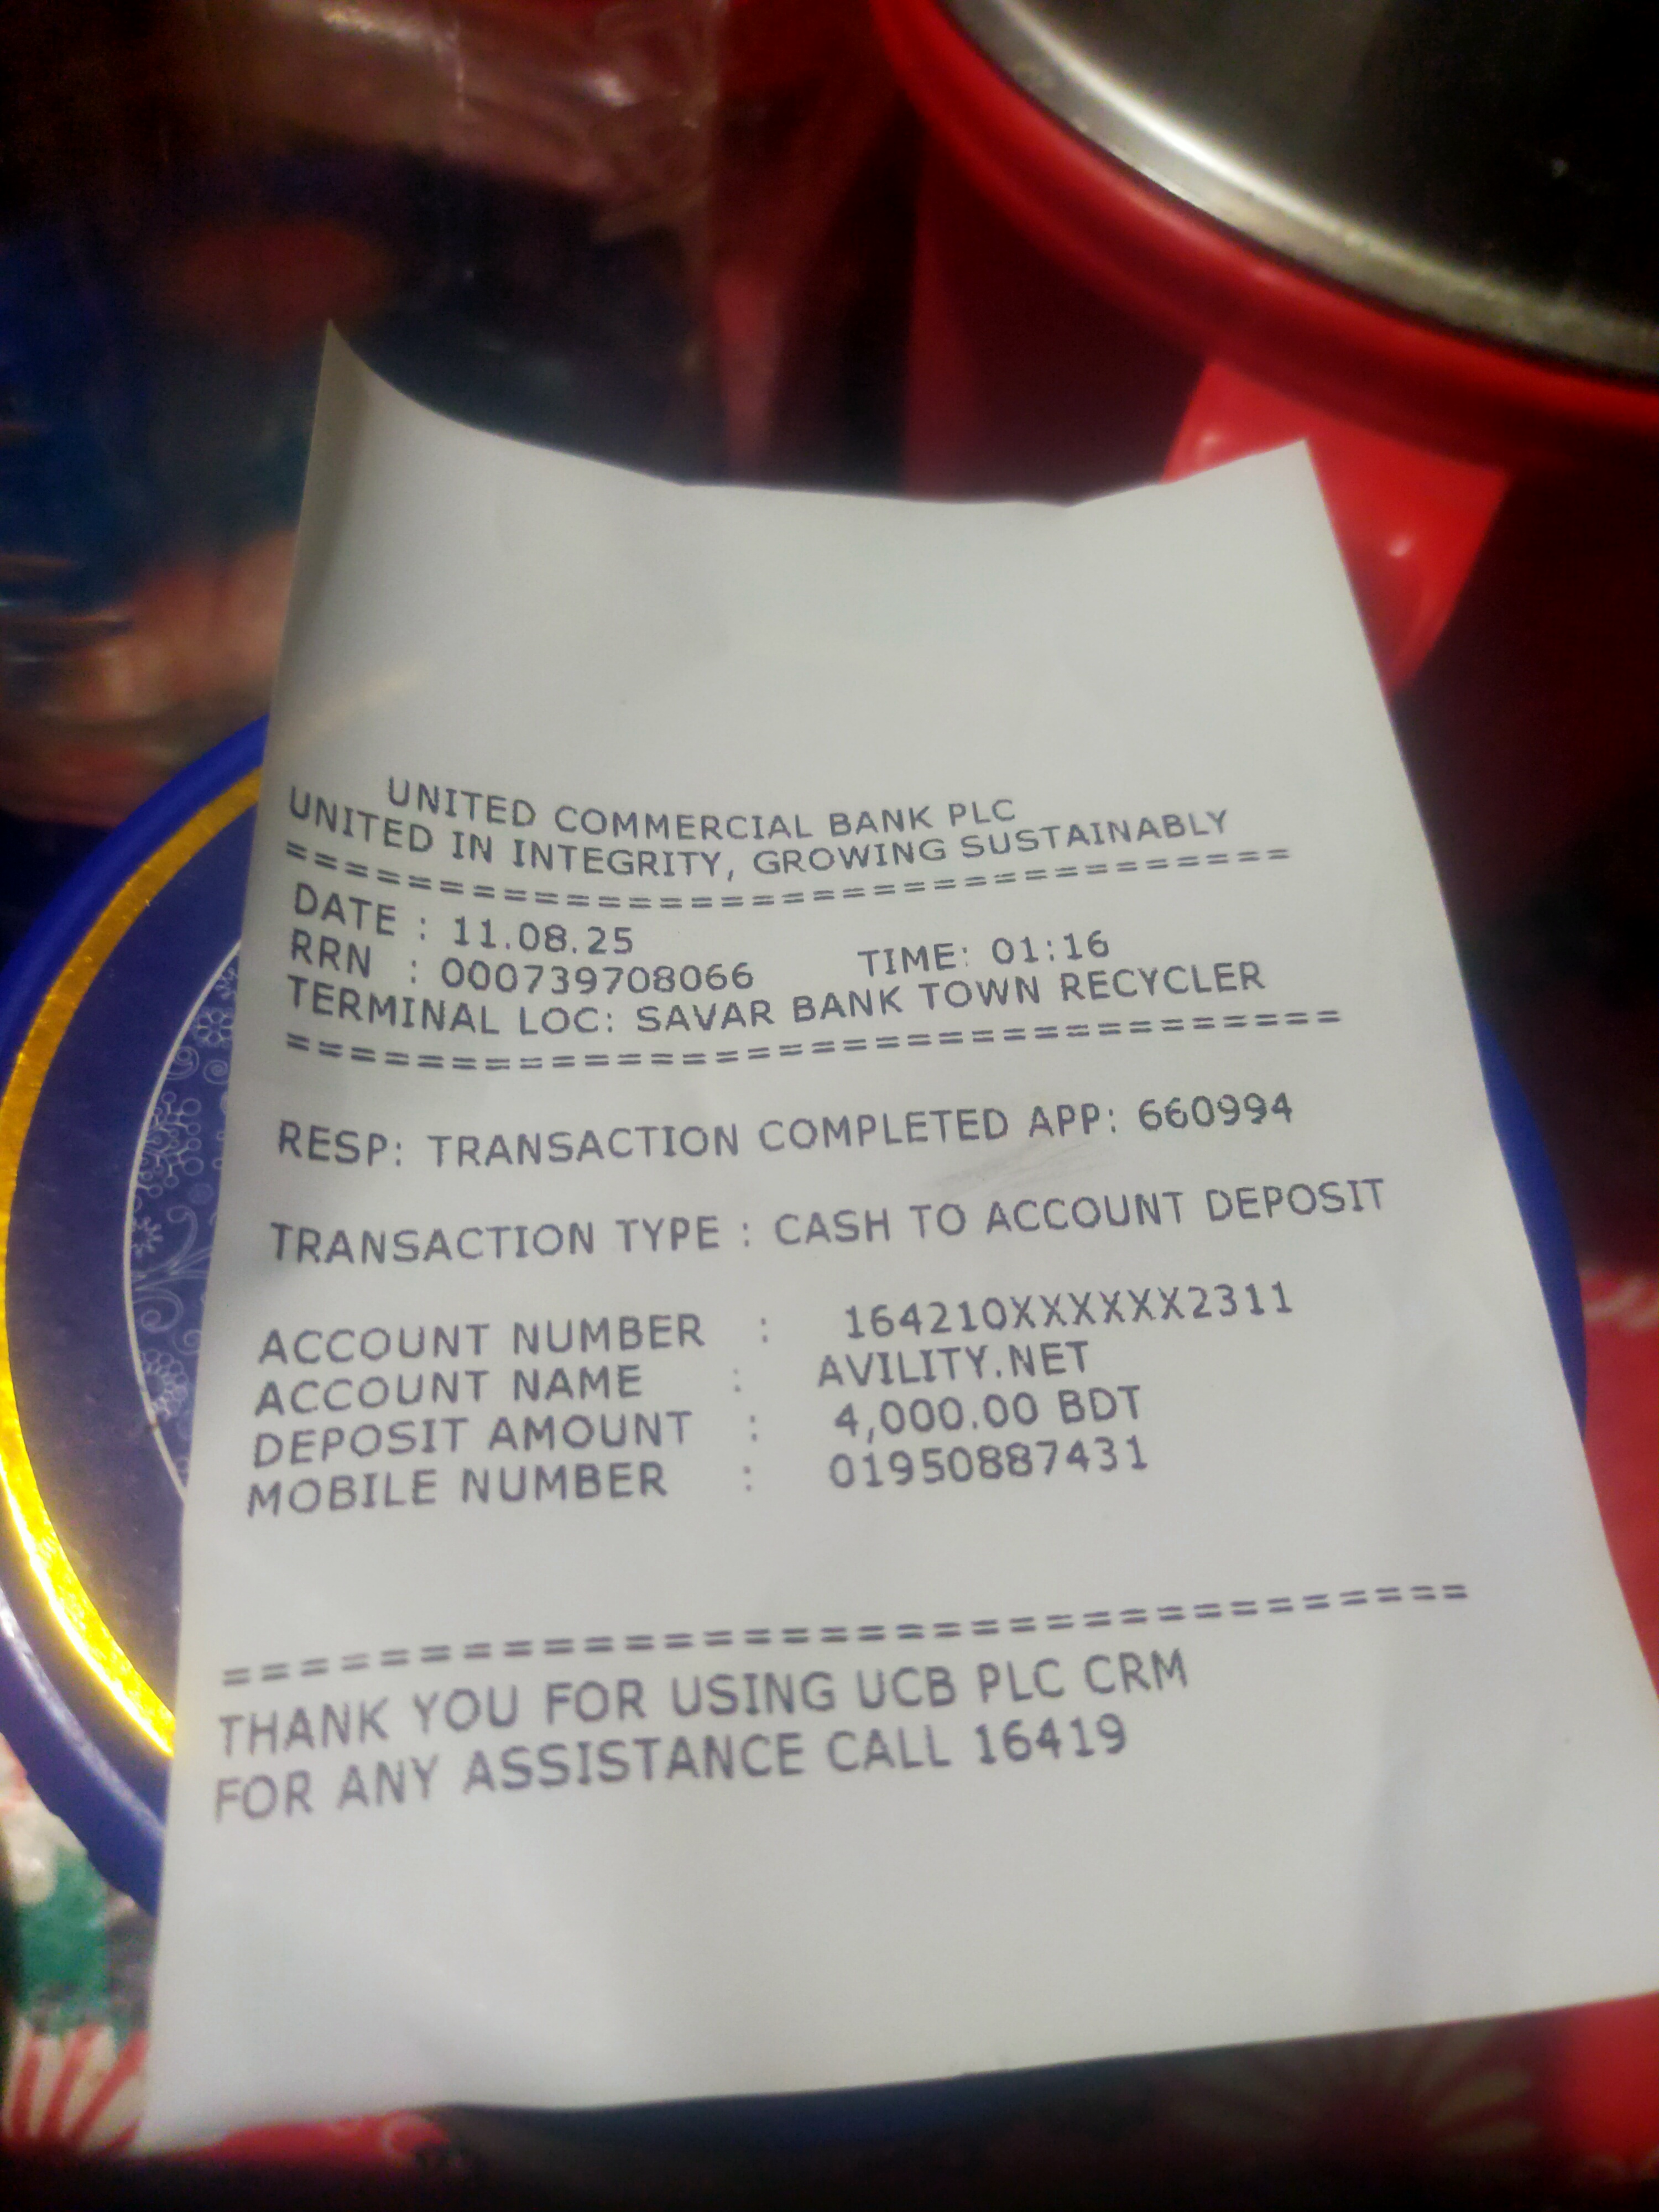 UNITED COMMERCIAL BANK PLC
UNITED IN INTEGRITY, GROWING SUSTAINABLY
==================================
DATE : 11.08.25 TIME: 01:16
RRN : 000739708066
TERMINAL LOC: SAVAR BANK TOWN RECYCLER
==================================
RESP: TRANSACTION COMPLETED APP: 660994
TRANSACTION TYPE : CASH TO ACCOUNT DEPOSIT
ACCOUNT NUMBER : 164210XXXXXX2311
ACCOUNT NAME : AVILITY.NET
DEPOSIT AMOUNT : 4,000.00 BDT
MOBILE NUMBER : 01950887431
================================
THANK YOU FOR USING UCB PLC CRM
FOR ANY ASSISTANCE CALL 16419